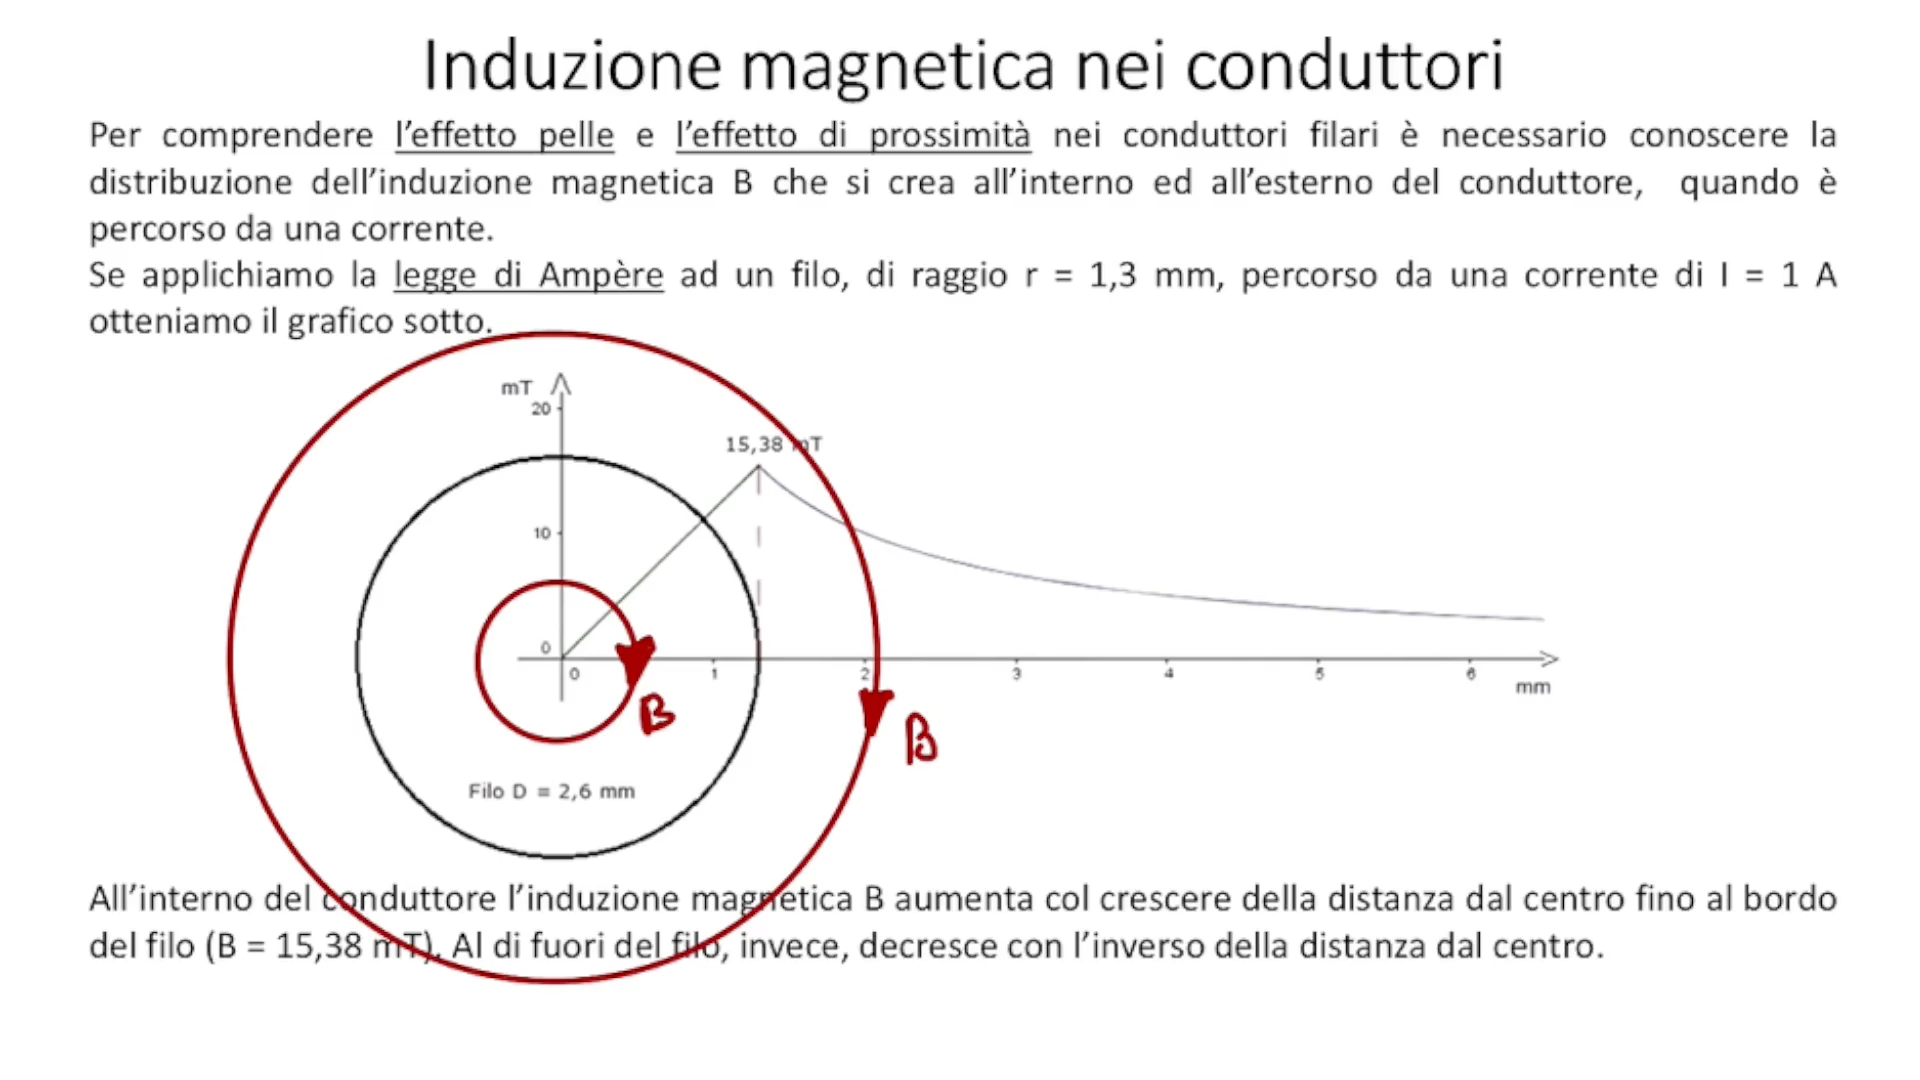 Induzione magnetica nei conduttori
Per comprendere l’effetto pelle e l’effetto di prossimità nei conduttori filari è necessario conoscere la
distribuzione dell’induzione magnetica B che si crea all’interno ed all’esterno del conduttore, quando è
percorso da una corrente.
Se applichiamo la legge di Ampère ad un filo, di raggio r = 1,3 mm, percorso da una corrente di I = 1 A
otteniamo il grafico sotto.
mT
20
15,38 mT
10
0
0 1 2 3 4 5 6
mm
B
B
Filo D = 2,6 mm
All’interno del conduttore l’induzione magnetica B aumenta col crescere della distanza dal centro fino al bordo
del filo (B = 15,38 mT). Al di fuori del filo, invece, decresce con l’inverso della distanza dal centro.